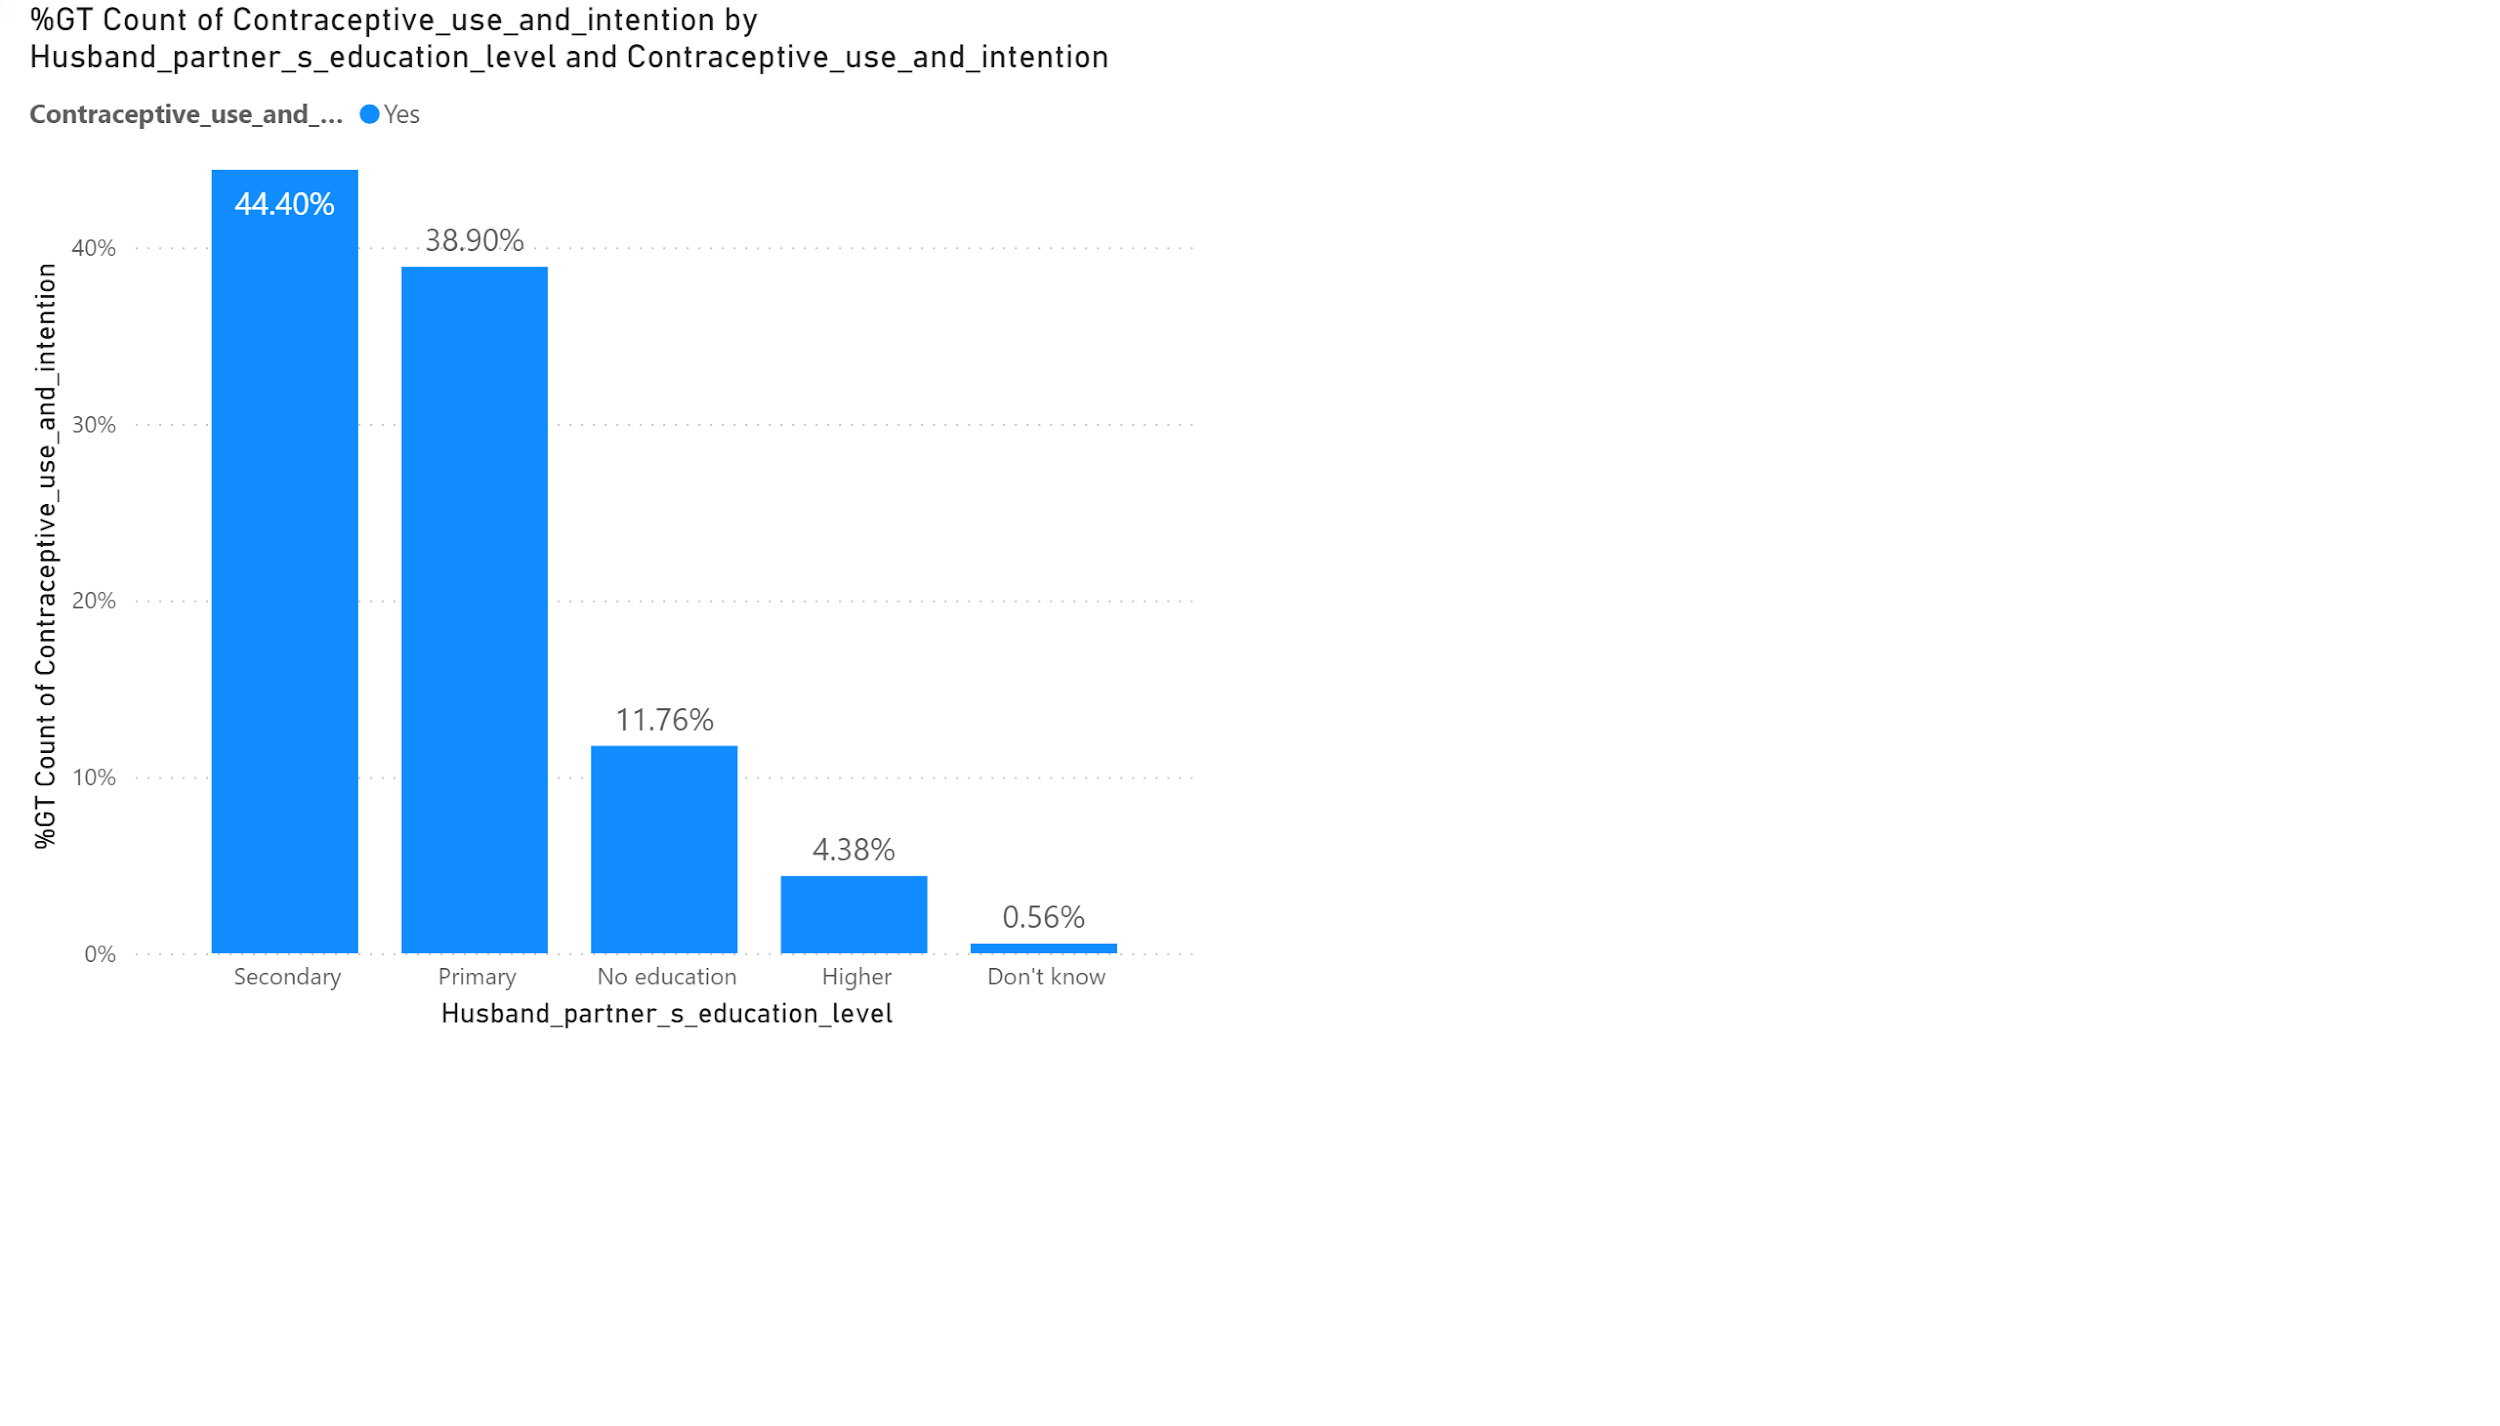 %GT Count of Contraceptive_use_and_intention by
Husband_partner_s_education_level and Contraceptive_use_and_intention
Contraceptive_use_and_... Yes
%GT Count of Contraceptive_use_and_intention
40%
30%
20%
10%
0%
44.40%
38.90%
11.76%
4.38%
0.56%
Secondary Primary No education Higher Don't know
Husband_partner_s_education_level